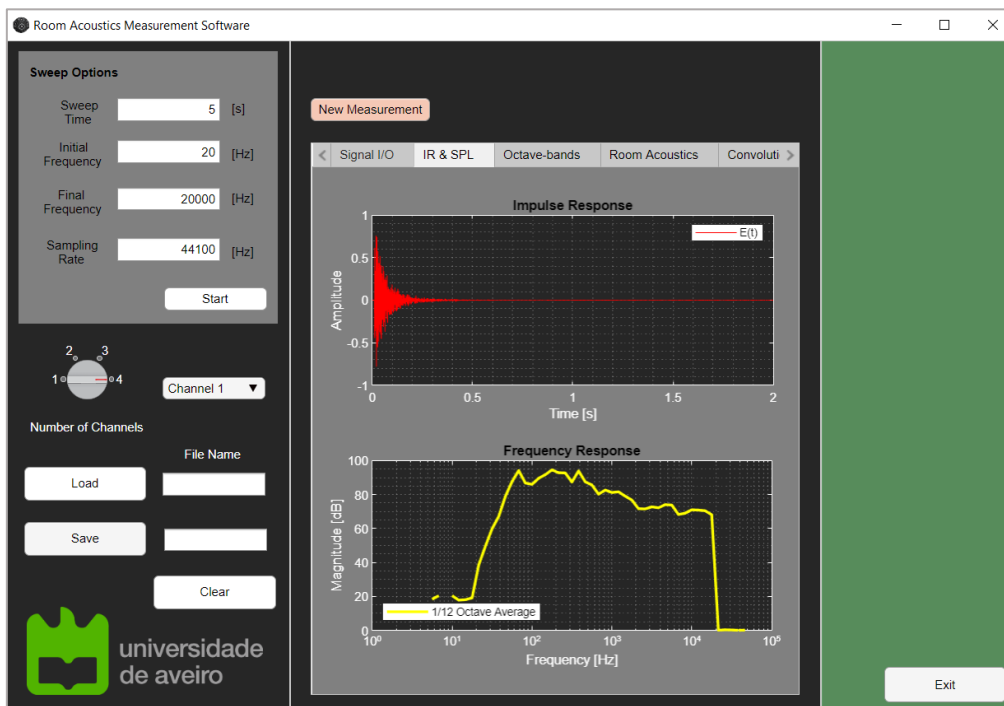 Room Acoustics Measurement Software
Sweep Options
Sweep
Time
5
[s]
Initial
Frequency
20
[Hz]
Final
Frequency
20000
[Hz]
Sampling
Rate
44100
[Hz]
Start
1
2
3
4
Channel 1
Number of Channels
File Name
Load
Save
Clear
universidade
de aveiro
New Measurement
Signal I/O
IR & SPL
Octave-bands
Room Acoustics
Convoluti
Impulse Response
E(t)
Amplitude
1
0.5
0
-0.5
-1
0
0.5
1
1.5
2
Time [s]
Frequency Response
Magnitude [dB]
100
80
60
40
20
0
1/12 Octave Average
10⁰
10¹
10²
10³
10⁴
10⁵
Frequency [Hz]
Exit